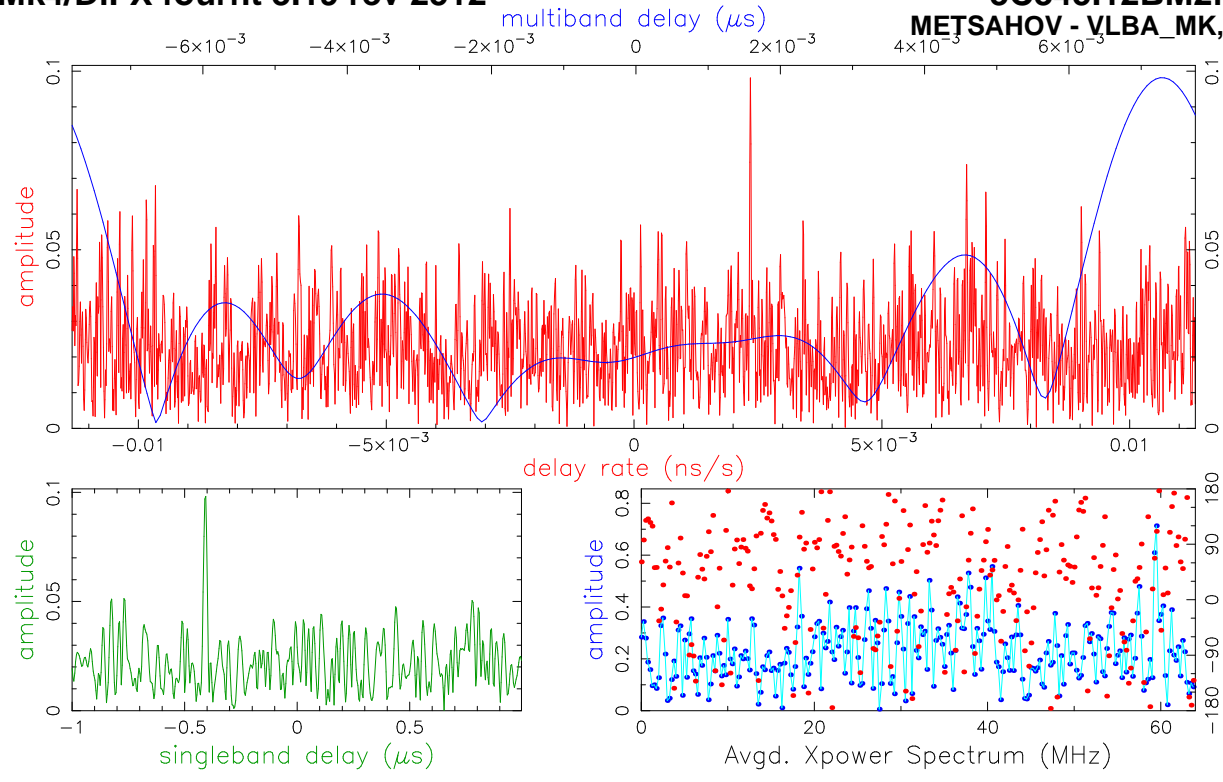 multiband delay (μs)
METSAHOV - VLBA_MK,
−6×10⁻³ −4×10⁻³ −2×10⁻³ 0 2×10⁻³ 4×10⁻³ 6×10⁻³
0.1 0.1
amplitude
0.05 0.05
0 0
−0.01 −5×10⁻³ 0 5×10⁻³ 0.01
delay rate (ns/s)
0.1 0.8 180
amplitude
0.05
0
−1 −0.5 0 0.5
singleband delay (μs)
amplitude
0.6 90
0.4 0
0.2 −90
0 −180
0 20 40 60
Avgd. Xpower Spectrum (MHz)